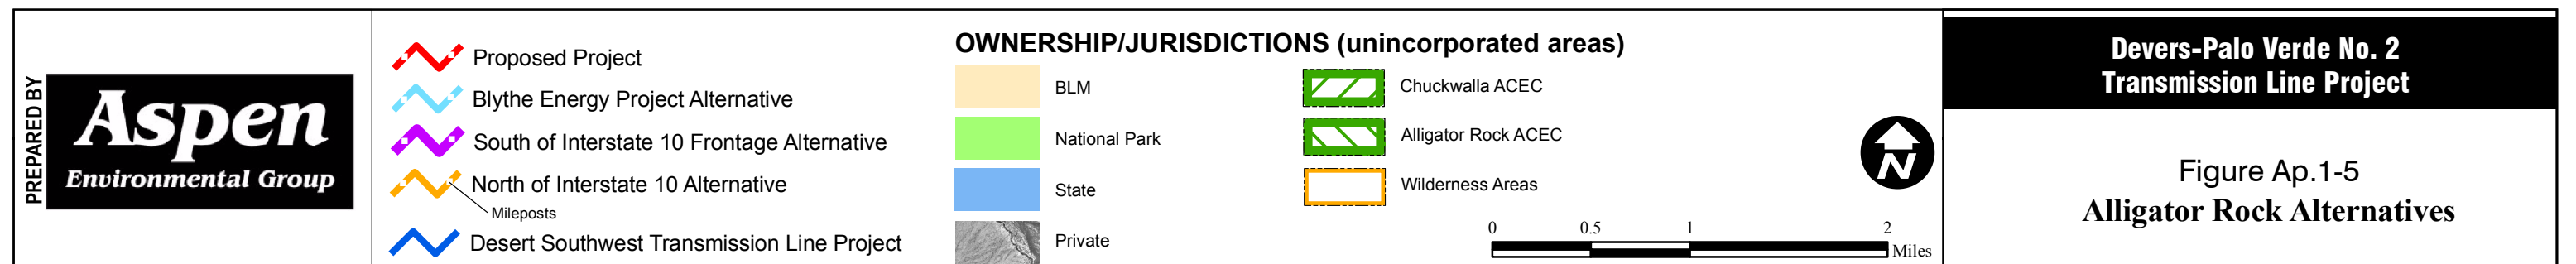 PREPARED BY
Aspen
Environmental Group
Proposed Project
Blythe Energy Project Alternative
South of Interstate 10 Frontage Alternative
North of Interstate 10 Alternative
Mileposts
Desert Southwest Transmission Line Project
OWNERSHIP/JURISDICTIONS (unincorporated areas)
BLM
National Park
State
Private
Chuckwalla ACEC
Alligator Rock ACEC
Wilderness Areas
N
0 0.5 1 2
Miles
Devers-Palo Verde No. 2
Transmission Line Project
Figure Ap.1-5
Alligator Rock Alternatives